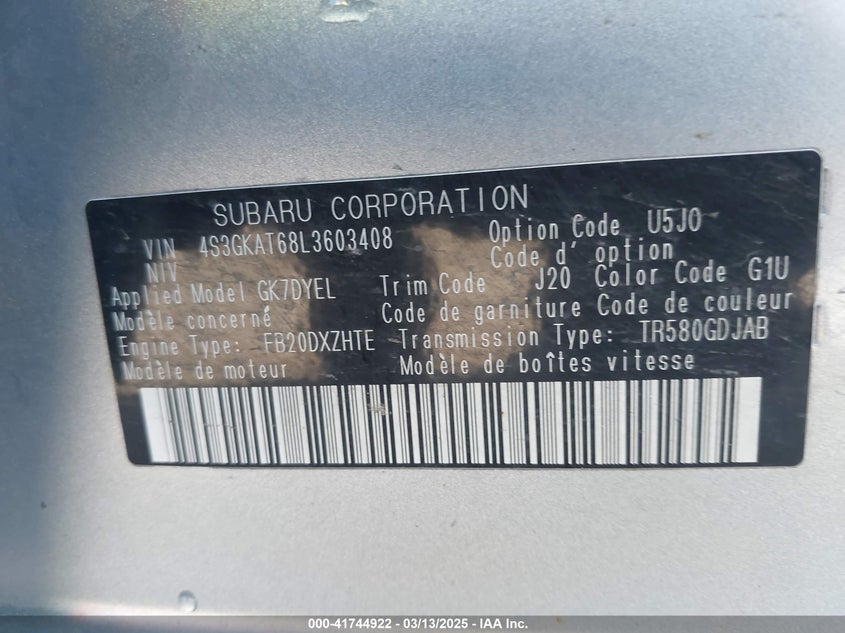 SUBARU CORPORATION
VIN 4S3GKAT68L3603408 Option Code U5J0
NIV Code d' option
Applied Model GK7DYEL Trim Code J20 Color Code G1U
Modèle concerné Code de garniture Code de couleur
Engine Type: FB20DXZHTE Transmission Type: TR580GDJAB
Modèle de moteur Modèle de boîtes vitesse
000-41744922 — 03/13/2025 — IAA Inc.